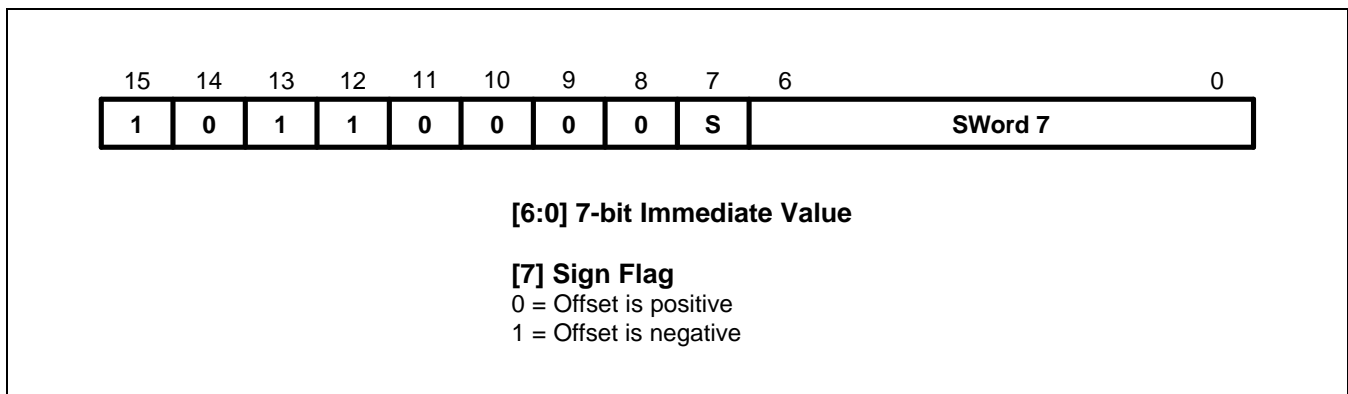 15 14 13 12 11 10 9 8 7 6 0
1 0 1 1 0 0 0 0 S SWord 7
[6:0] 7-bit Immediate Value
[7] Sign Flag
0 = Offset is positive
1 = Offset is negative